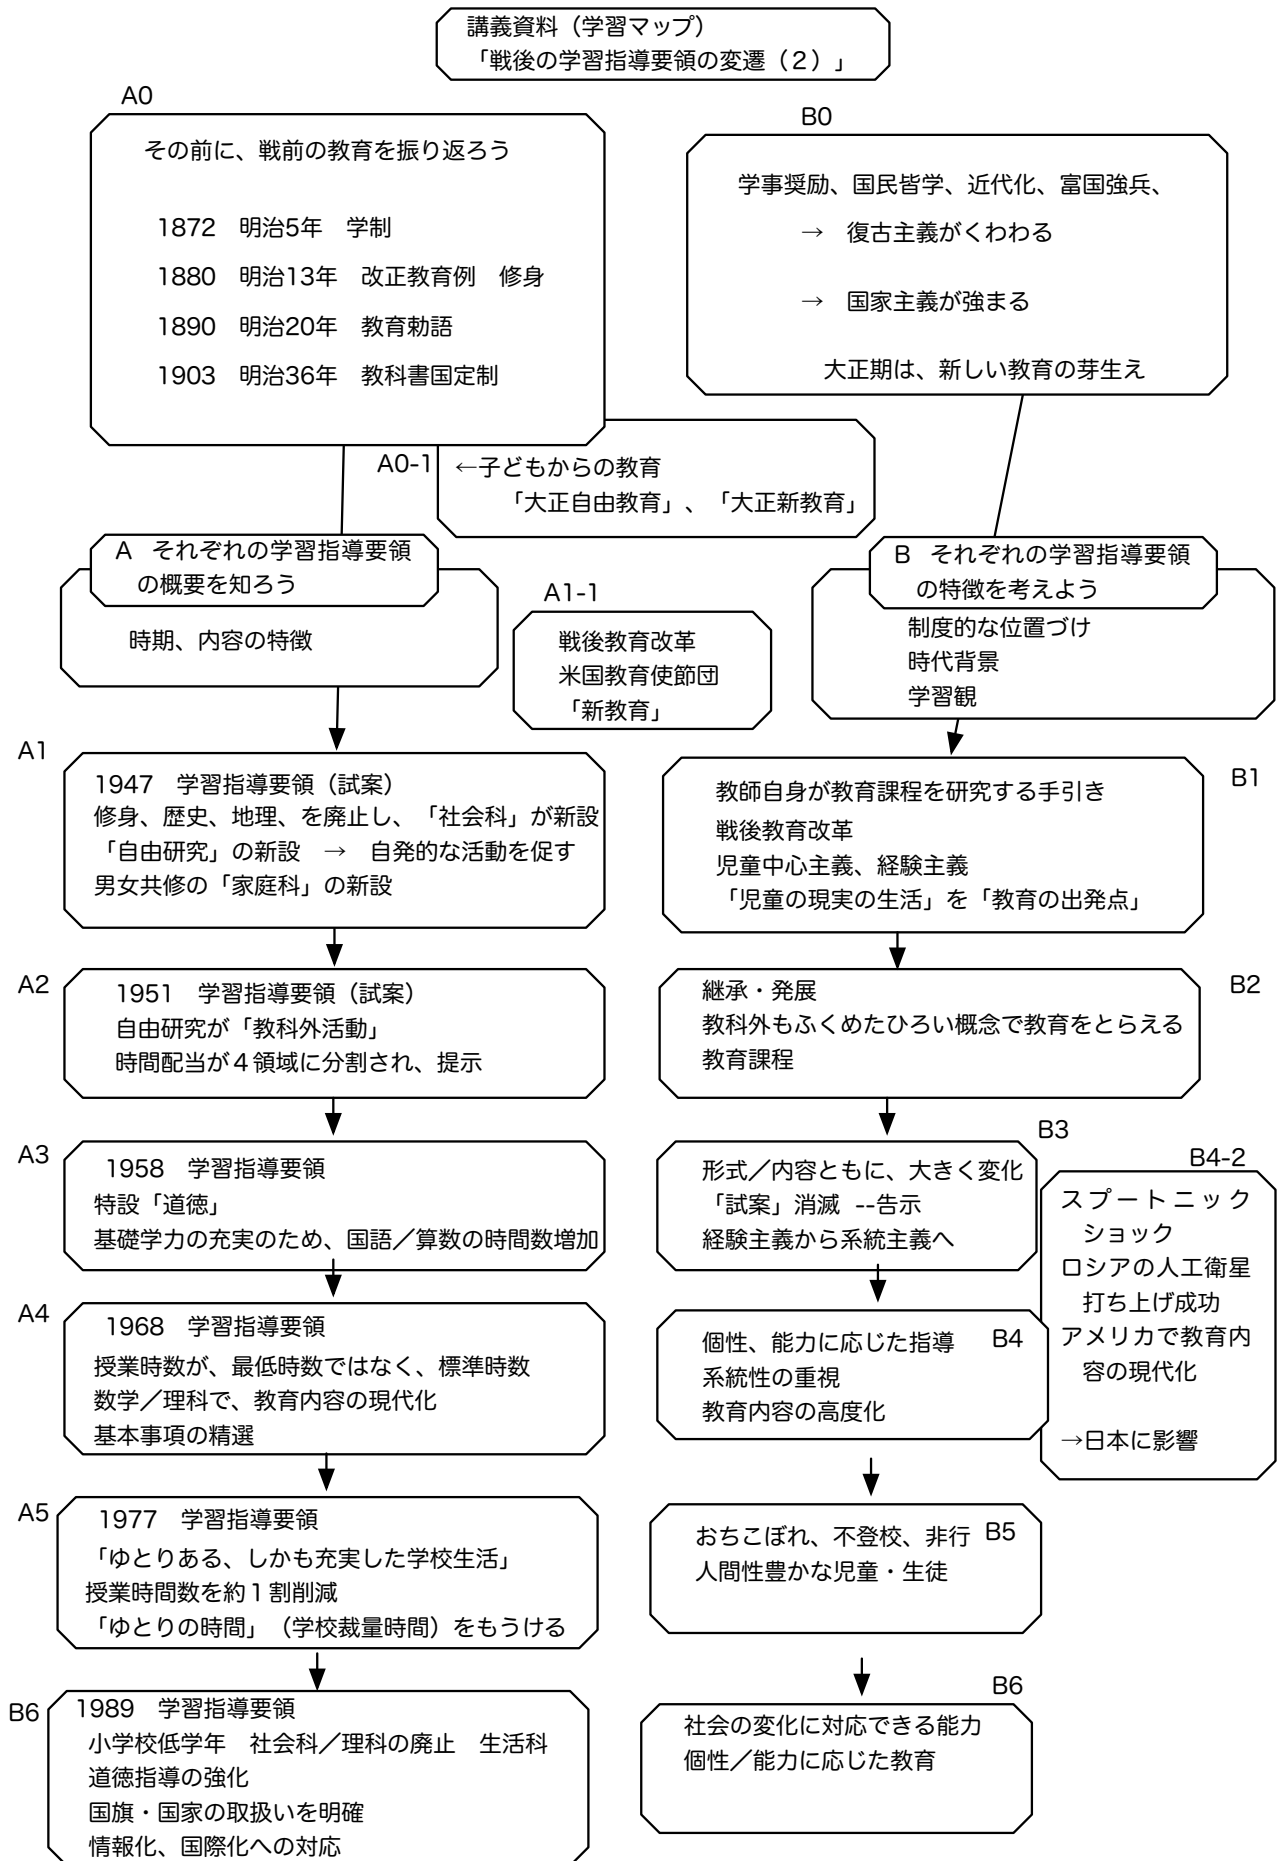 講義資料（学習マップ）
「戦後の学習指導要領の変遷（２）」
A0
その前に、戦前の教育を振り返ろう
1872　明治5年　学制
1880　明治13年　改正教育例　修身
1890　明治20年　教育勅語
1903　明治36年　教科書国定制
B0
学事奨励、国民皆学、近代化、富国強兵、
→　復古主義がくわわる
→　国家主義が強まる
大正期は、新しい教育の芽生え
A0-1
←子どもからの教育
「大正自由教育」、「大正新教育」
A　それぞれの学習指導要領
の概要を知ろう
時期、内容の特徴
A1-1
戦後教育改革
米国教育使節団
「新教育」
B　それぞれの学習指導要領
の特徴を考えよう
制度的な位置づけ
時代背景
学習観
A1
1947　学習指導要領（試案）
修身、歴史、地理、を廃止し、「社会科」が新設
「自由研究」の新設　→　自発的な活動を促す
男女共修の「家庭科」の新設
B1
教師自身が教育課程を研究する手引き
戦後教育改革
児童中心主義、経験主義
「児童の現実の生活」を「教育の出発点」
A2
1951　学習指導要領（試案）
自由研究が「教科外活動」
時間配当が４領域に分割され、提示
B2
継承・発展
教科外もふくめたひろい概念で教育をとらえる
教育課程
A3
1958　学習指導要領
特設「道徳」
基礎学力の充実のため、国語／算数の時間数増加
B3
形式／内容ともに、大きく変化
「試案」消滅　--告示
経験主義から系統主義へ
B4-2
スプートニック
ショック
ロシアの人工衛星
打ち上げ成功
アメリカで教育内
容の現代化
→日本に影響
A4
1968　学習指導要領
授業時数が、最低時数ではなく、標準時数
数学／理科で、教育内容の現代化
基本事項の精選
B4
個性、能力に応じた指導
系統性の重視
教育内容の高度化
A5
1977　学習指導要領
「ゆとりある、しかも充実した学校生活」
授業時間数を約１割削減
「ゆとりの時間」（学校裁量時間）をもうける
B5
おちこぼれ、不登校、非行
人間性豊かな児童・生徒
B6
1989　学習指導要領
小学校低学年　社会科／理科の廃止　生活科
道徳指導の強化
国旗・国家の取扱いを明確
情報化、国際化への対応
B6
社会の変化に対応できる能力
個性／能力に応じた教育